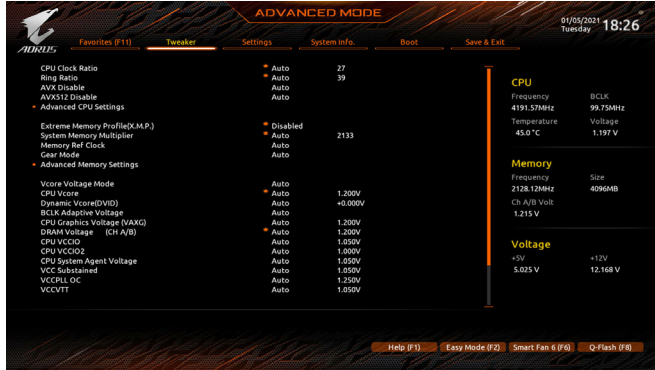 ADVANCED MODE
01/05/2021 Tuesday 18:26
AORUS
Favorites (F11) Tweaker Settings System Info. Boot Save & Exit
CPU Clock Ratio * Auto 27
Ring Ratio * Auto 39
AVX Disable Auto
AVX512 Disable Auto
Advanced CPU Settings
Extreme Memory Profile(X.M.P.) * Disabled
System Memory Multiplier * Auto 2133
Memory Ref Clock Auto
Gear Mode Auto
Advanced Memory Settings
Vcore Voltage Mode Auto
CPU Vcore * Auto 1.200V
Dynamic Vcore(DVID) Auto +0.000V
BCLK Adaptive Voltage Auto
CPU Graphics Voltage (VAXG) Auto 1.200V
DRAM Voltage (CH A/B) * Auto 1.200V
CPU VCCIO Auto 1.050V
CPU VCCIO2 Auto 1.000V
CPU System Agent Voltage Auto 1.050V
VCC Substained Auto 1.050V
VCCPLL OC Auto 1.250V
VCCVTT Auto 1.050V
CPU
Frequency BCLK
4191.57MHz 99.75MHz
Temperature Voltage
45.0 °C 1.197 V
Memory
Frequency Size
2128.12MHz 4096MB
Ch A/B Volt
1.215 V
Voltage
+5V +12V
5.025 V 12.168 V
Help (F1) Easy Mode (F2) Smart Fan 6 (F6) Q-Flash (F8)